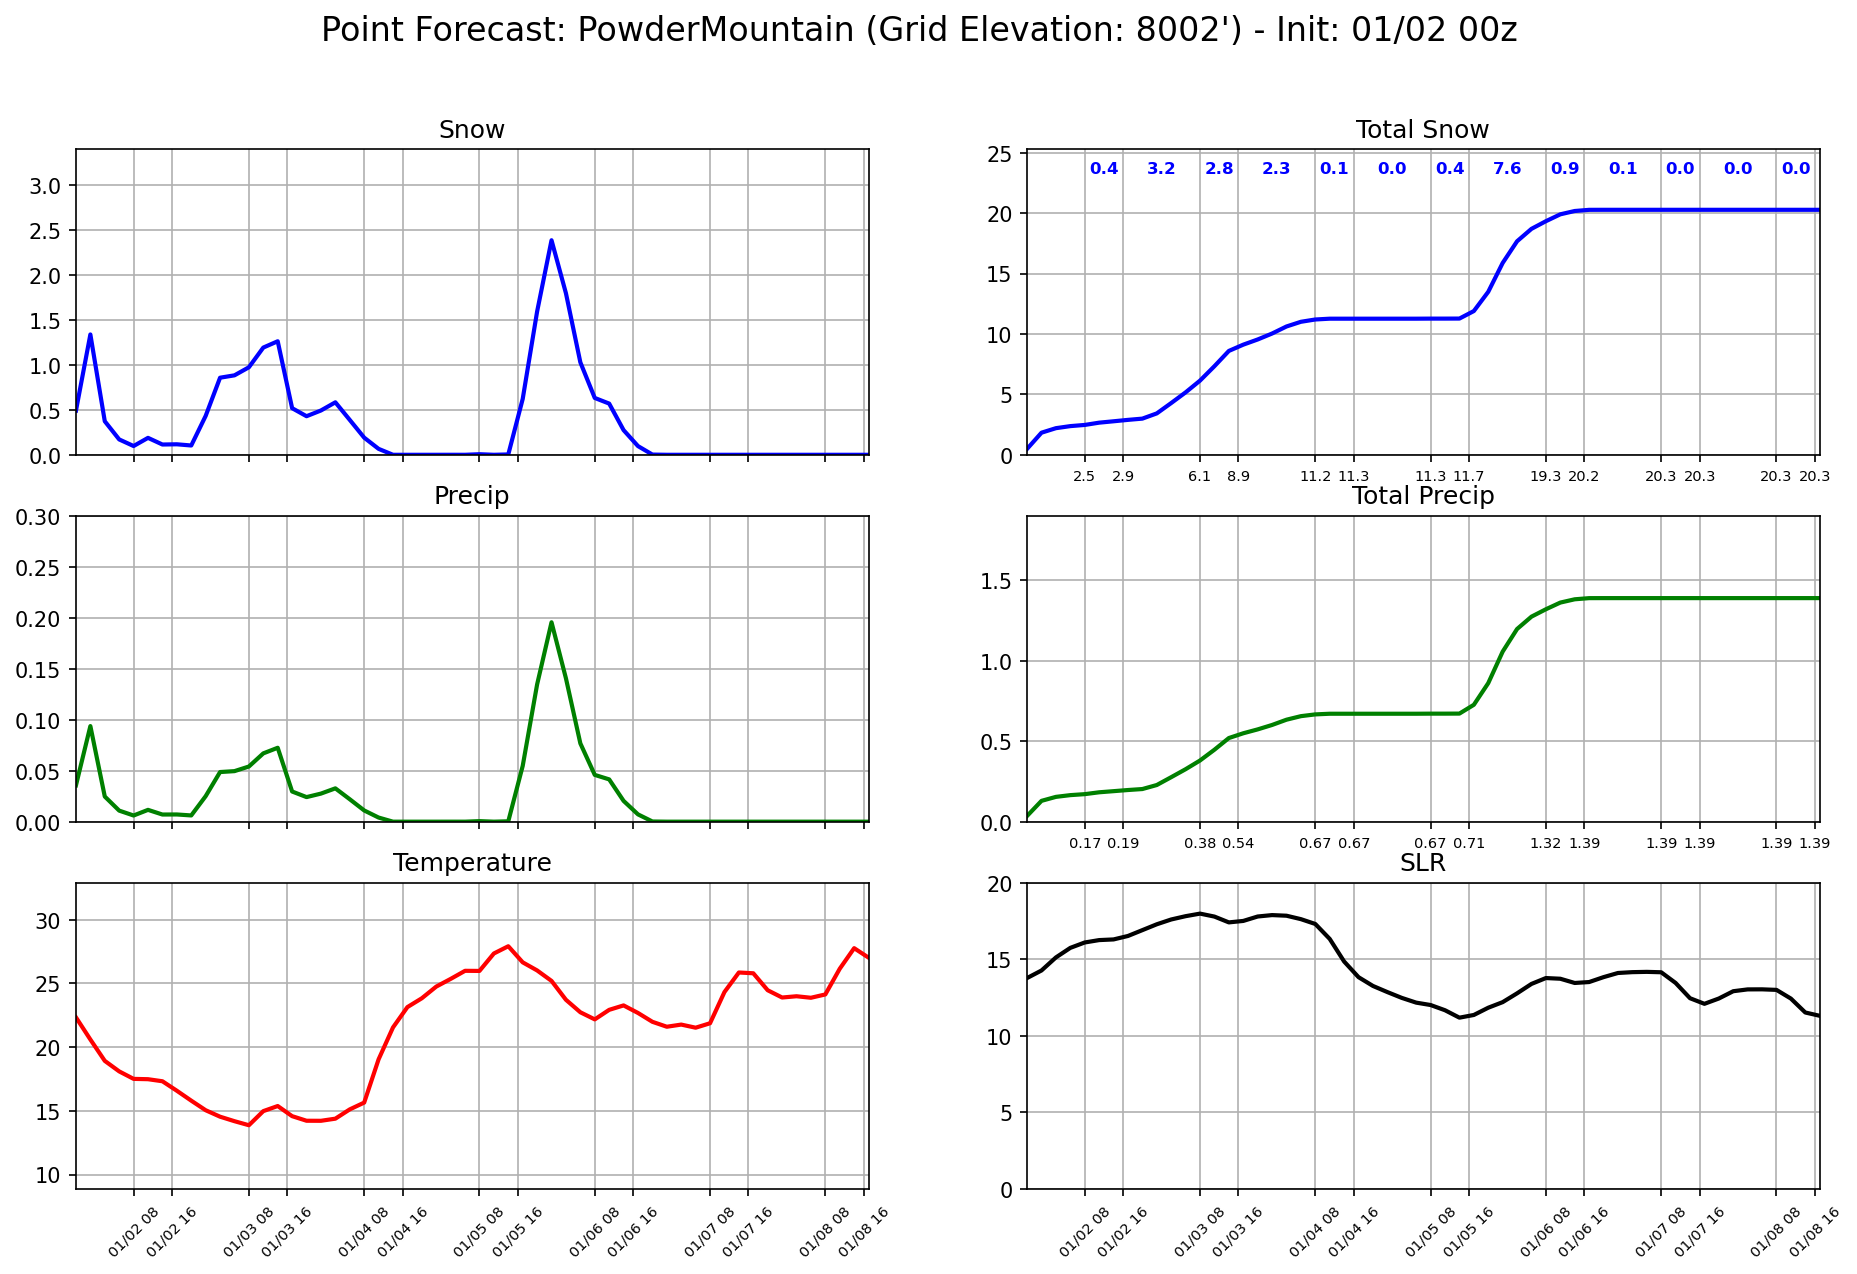 Point Forecast: PowderMountain (Grid Elevation: 8002') - Init: 01/02 00z
Snow
3.0
2.5
2.0
1.5
1.0
0.5
0.0
Total Snow
0.4 3.2 2.8 2.3 0.1 0.0 0.4 7.6 0.9 0.1 0.0 0.0 0.0
25
20
15
10
5
0
2.5 2.9 6.1 8.9 11.2 11.3 11.3 11.7 19.3 20.2 20.3 20.3 20.3 20.3
Precip
0.30
0.25
0.20
0.15
0.10
0.05
0.00
Total Precip
1.5
1.0
0.5
0.0
0.17 0.19 0.38 0.54 0.67 0.67 0.67 0.71 1.32 1.39 1.39 1.39 1.39 1.39
Temperature
30
25
20
15
10
01/02 08 01/02 16 01/03 08 01/03 16 01/04 08 01/04 16 01/05 08 01/05 16 01/06 08 01/06 16 01/07 08 01/07 16 01/08 08 01/08 16
SLR
20
15
10
5
0
01/02 08 01/02 16 01/03 08 01/03 16 01/04 08 01/04 16 01/05 08 01/05 16 01/06 08 01/06 16 01/07 08 01/07 16 01/08 08 01/08 16